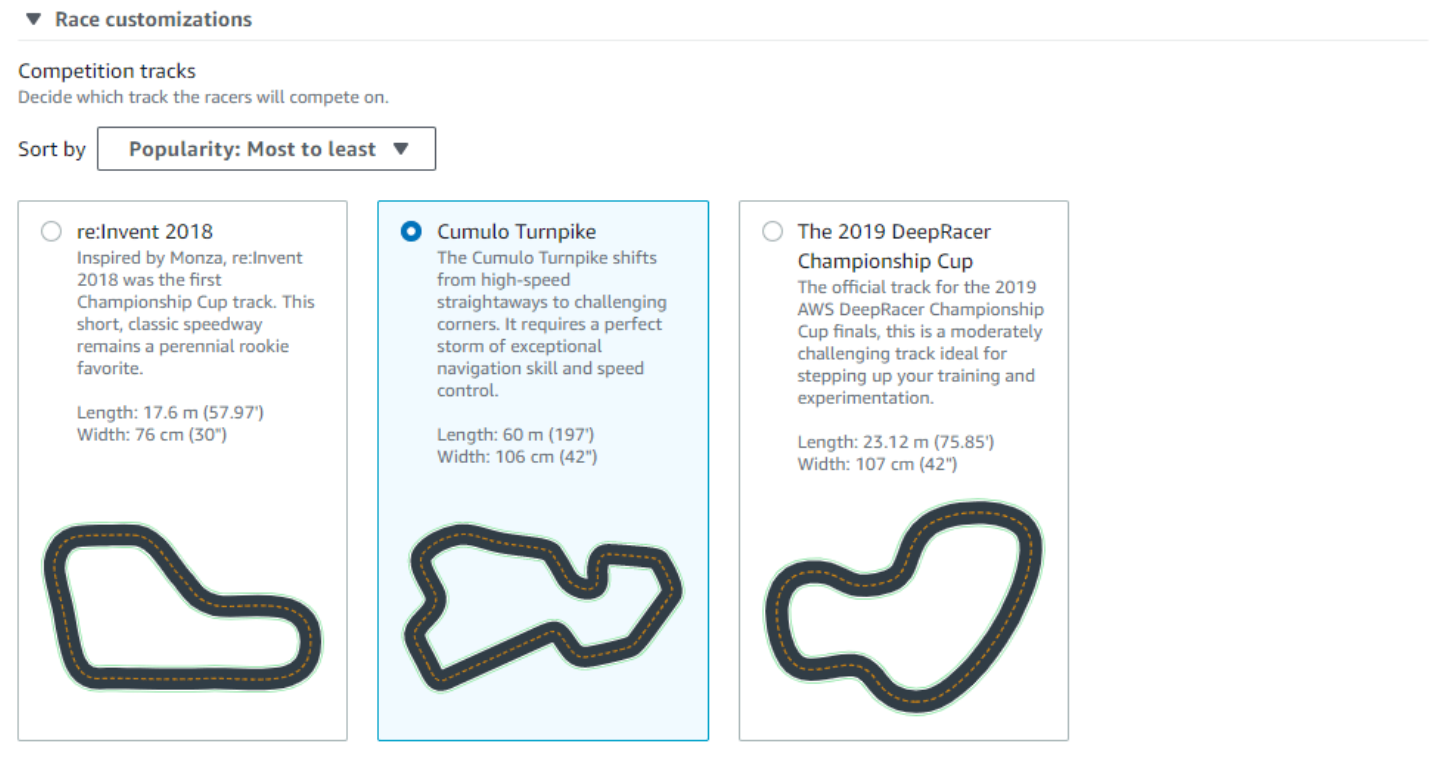 Race customizations
Competition tracks
Decide which track the racers will compete on.
Sort by Popularity: Most to least
re:Invent 2018
Inspired by Monza, re:Invent
2018 was the first
Championship Cup track. This
short, classic speedway
remains a perennial rookie
favorite.
Length: 17.6 m (57.97')
Width: 76 cm (30")
Cumulo Turnpike
The Cumulo Turnpike shifts
from high-speed
straightaways to challenging
corners. It requires a perfect
storm of exceptional
navigation skill and speed
control.
Length: 60 m (197')
Width: 106 cm (42")
The 2019 DeepRacer
Championship Cup
The official track for the 2019
AWS DeepRacer Championship
Cup finals, this is a moderately
challenging track ideal for
stepping up your training and
experimentation.
Length: 23.12 m (75.85')
Width: 107 cm (42")